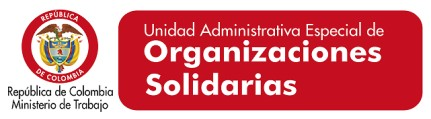 REPÚBLICA
DE COLOMBIA
República de Colombia
Ministerio de Trabajo
Unidad Administrativa Especial de
Organizaciones
Solidarias